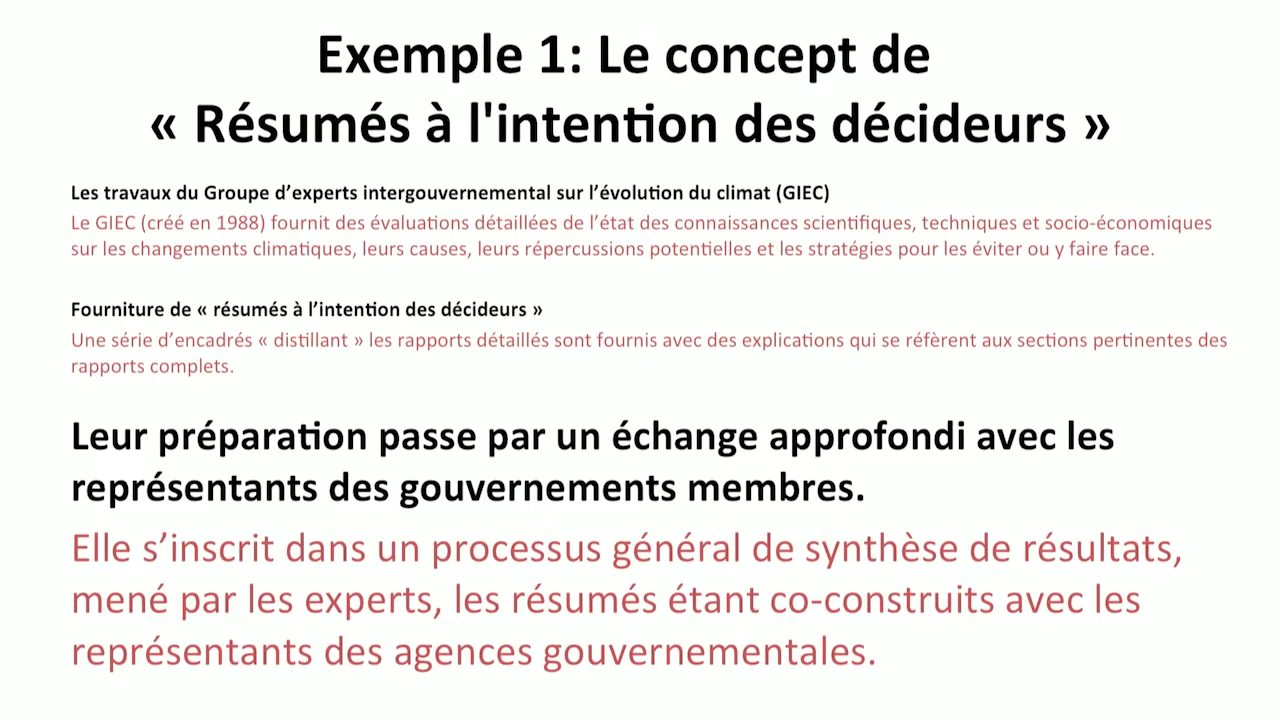 Exemple 1: Le concept de
« Résumés à l'intention des décideurs »
Les travaux du Groupe d’experts intergouvernemental sur l’évolution du climat (GIEC)
Le GIEC (créé en 1988) fournit des évaluations détaillées de l’état des connaissances scientifiques, techniques et socio-économiques
sur les changements climatiques, leurs causes, leurs répercussions potentielles et les stratégies pour les éviter ou y faire face.
Fourniture de « résumés à l’intention des décideurs »
Une série d’encadrés « distillant » les rapports détaillés sont fournis avec des explications qui se réfèrent aux sections pertinentes des
rapports complets.
Leur préparation passe par un échange approfondi avec les
représentants des gouvernements membres.
Elle s’inscrit dans un processus général de synthèse de résultats,
mené par les experts, les résumés étant co-construits avec les
représentants des agences gouvernementales.